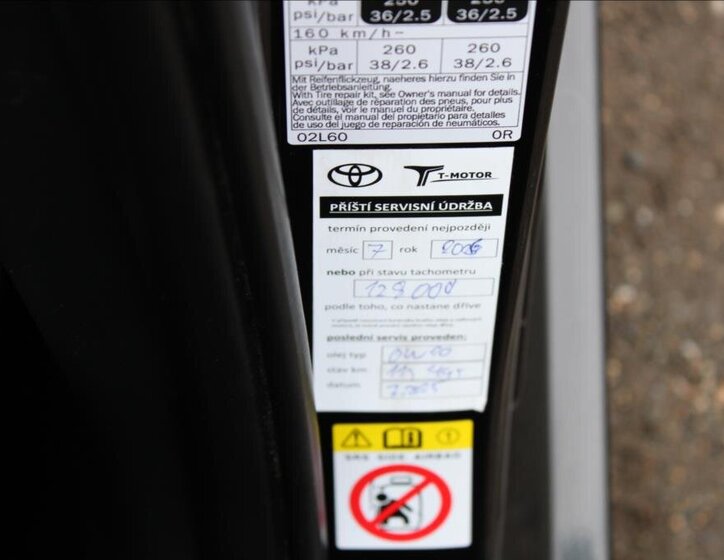 psi/bar 36/2.5 36/2.5
160 km/h-
kPa 260 260
psi/bar 38/2.6 38/2.6
Mit Reifenflickzeug, naeheres hierzu finden Sie in
der Betriebsanleitung.
With Tire repair kit, see Owner's manual for details.
Avec outillage de réparation des pneus, pour plus
de détails, voir le manuel du propriétaire.
Consulte el manual del propietario para detalles
de uso del juego de reparación de neumáticos.
02L60 0R
T-MOTOR
PŘÍŠTÍ SERVISNÍ ÚDRŽBA
termín provedení nejpozději
měsíc 7 rok
nebo při stavu tachometru
podle toho, co nastane dříve
poslední servis proveden:
olej typ
stav km.
datum
SRS SIDE AIRBAG